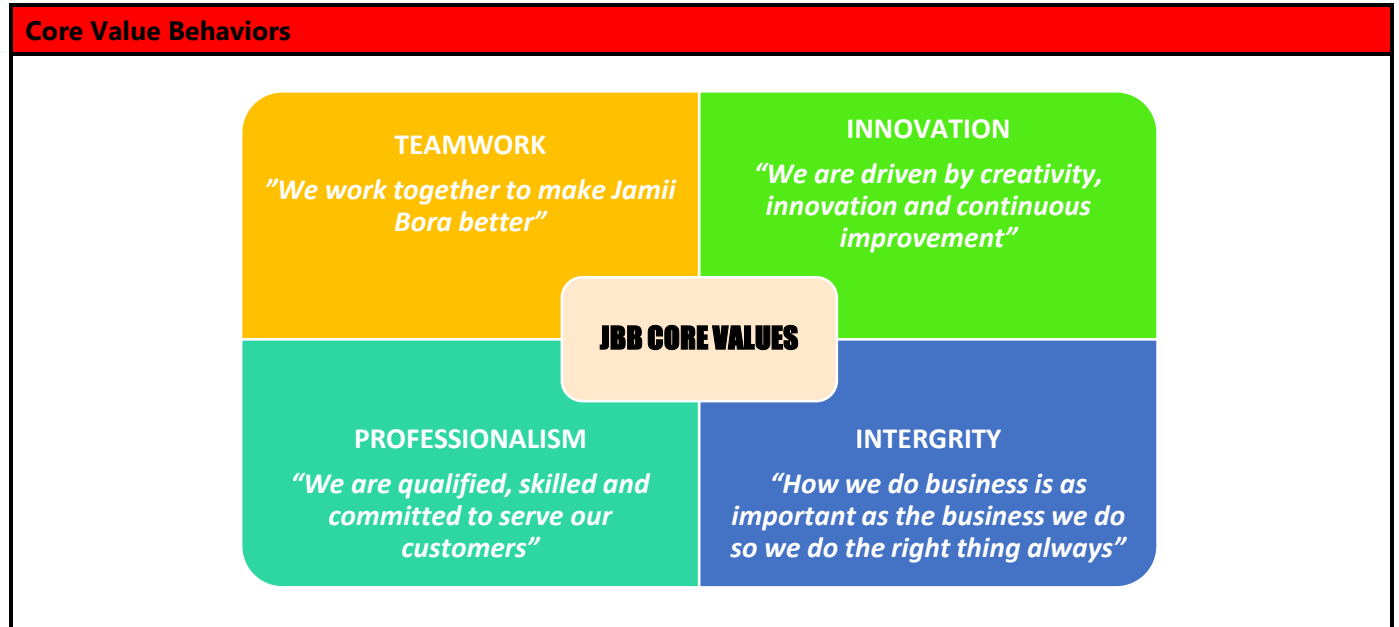 Core Value Behaviors
TEAMWORK
”We work together to make Jamii
Bora better”
INNOVATION
“We are driven by creativity,
innovation and continuous
improvement”
JBB CORE VALUES
PROFESSIONALISM
“We are qualified, skilled and
committed to serve our
customers”
INTERGRITY
“How we do business is as
important as the business we do
so we do the right thing always”